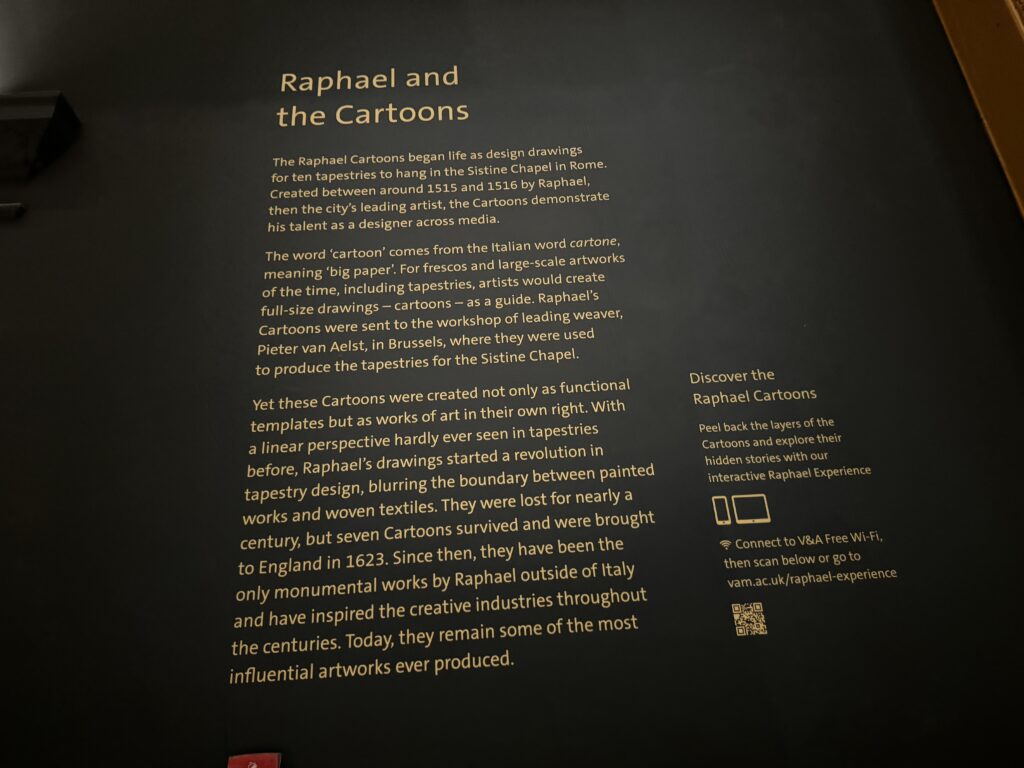 Raphael and
the Cartoons
The Raphael Cartoons began life as design drawings
for ten tapestries to hang in the Sistine Chapel in Rome.
Created between around 1515 and 1516 by Raphael,
then the city’s leading artist, the Cartoons demonstrate
his talent as a designer across media.
The word ‘cartoon’ comes from the Italian word cartone,
meaning ‘big paper’. For frescos and large-scale artworks
of the time, including tapestries, artists would create
full-size drawings – cartoons – as a guide. Raphael’s
Cartoons were sent to the workshop of leading weaver,
Pieter van Aelst, in Brussels, where they were used
to produce the tapestries for the Sistine Chapel.
Yet these Cartoons were created not only as functional
templates but as works of art in their own right. With
a linear perspective hardly ever seen in tapestries
before, Raphael’s drawings started a revolution in
tapestry design, blurring the boundary between painted
works and woven textiles. They were lost for nearly a
century, but seven Cartoons survived and were brought
to England in 1623. Since then, they have been the
only monumental works by Raphael outside of Italy
and have inspired the creative industries throughout
the centuries. Today, they remain some of the most
influential artworks ever produced.
Discover the
Raphael Cartoons
Peel back the layers of the
Cartoons and explore their
hidden stories with our
interactive Raphael Experience
Connect to V&A Free Wi-Fi,
then scan below or go to
vam.ac.uk/raphael-experience